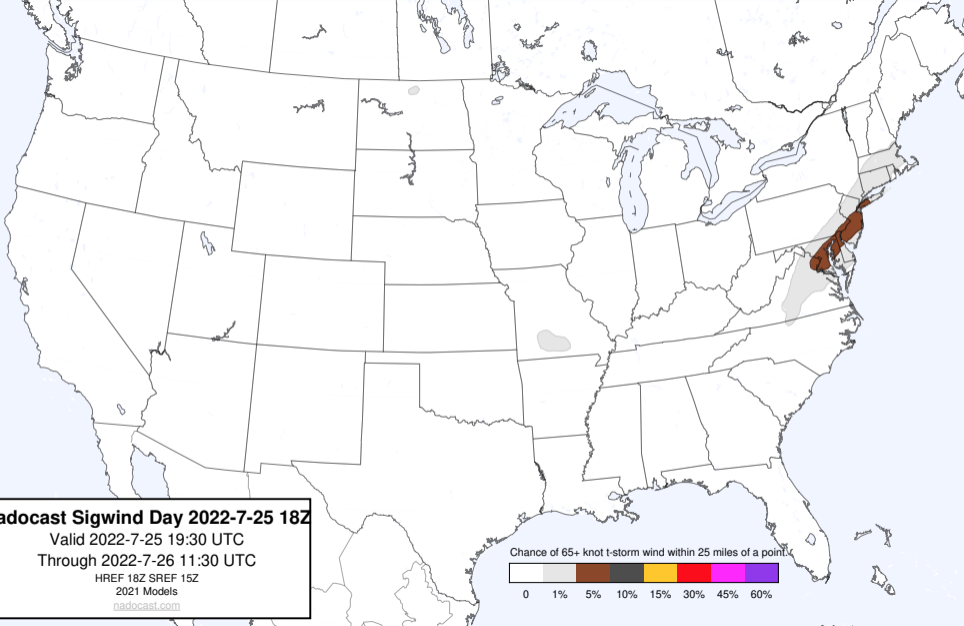 adocast Sigwind Day 2022-7-25 18Z
Valid 2022-7-25 19:30 UTC
Through 2022-7-26 11:30 UTC
HREF 18Z SREF 15Z
2021 Models
nadocast.com
Chance of 65+ knot t-storm wind within 25 miles of a point.
0 1% 5% 10% 15% 30% 45% 60%